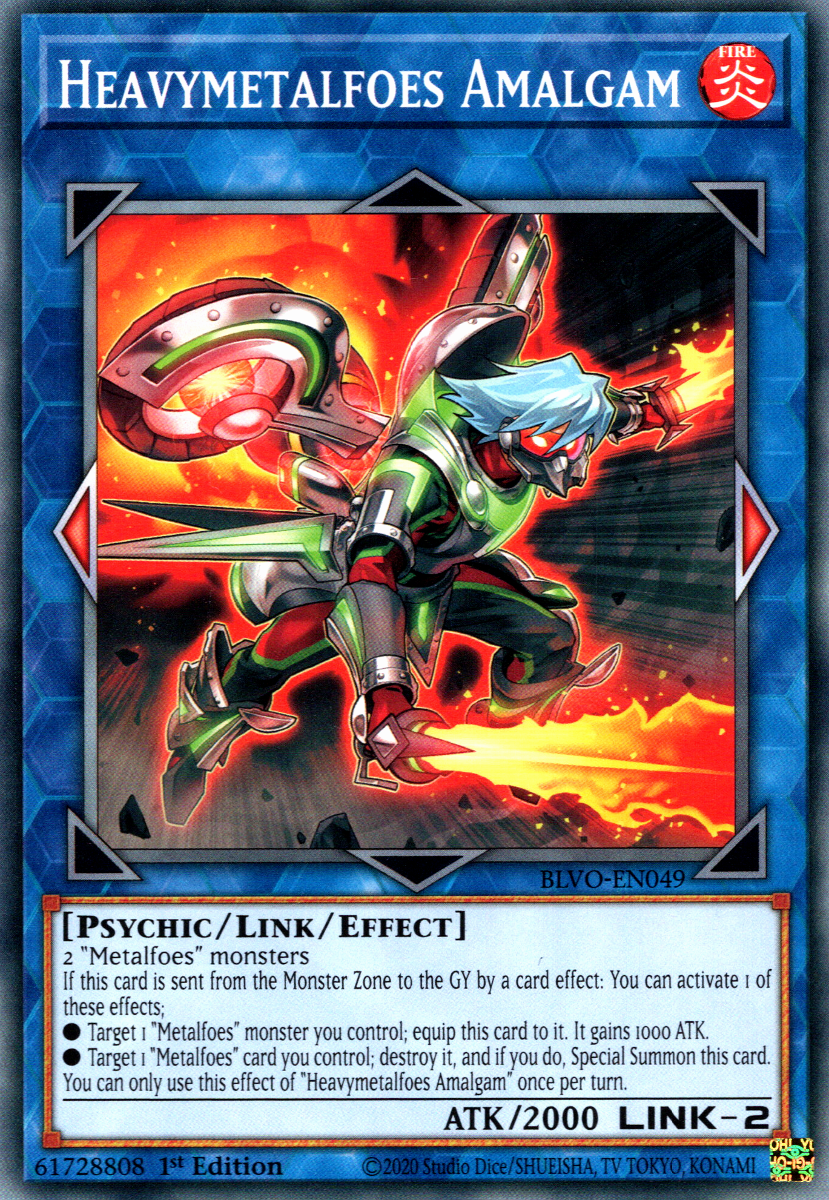 HEAVYMETALFOES AMALGAM
FIRE
炎
BLVO-EN049
[PSYCHIC/LINK/EFFECT]
2 "Metalfoes" monsters
If this card is sent from the Monster Zone to the GY by a card effect: You can activate 1 of
these effects;
● Target 1 "Metalfoes" monster you control; equip this card to it. It gains 1000 ATK.
● Target 1 "Metalfoes" card you control; destroy it, and if you do, Special Summon this card.
You can only use this effect of "Heavymetalfoes Amalgam" once per turn.
ATK/2000 LINK-2
61728808 1st Edition ©2020 Studio Dice/SHUEISHA, TV TOKYO, KONAMI